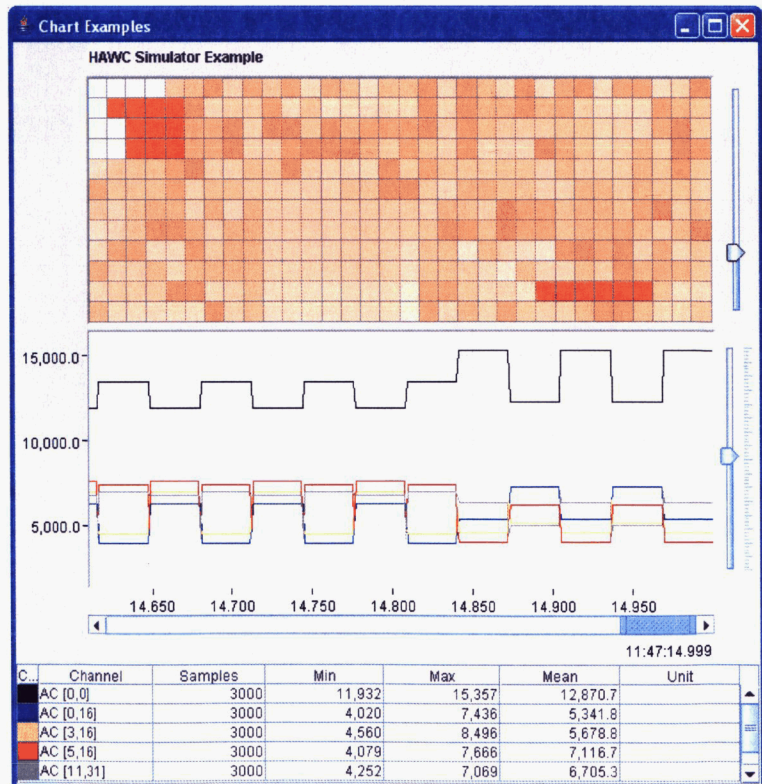 Chart Examples
HAWC Simulator Example
15,000.0
10,000.0
5,000.0
14.650 14.700 14.750 14.800 14.850 14.900 14.950
11:47:14.999
C... Channel Samples Min Max Mean Unit
AC [0,0] 3000 11,932 15,357 12,870.7
AC [0,16] 3000 4,020 7,436 5,341.8
AC [3,16] 3000 4,560 8,496 5,678.8
AC [5,16] 3000 4,079 7,666 7,116.7
AC [11,31] 3000 4,252 7,069 6,705.3